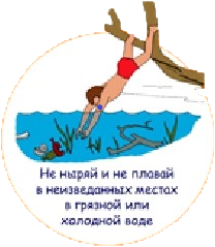 Не ныряй и не плавай
в неизведанных местах
в грязной или
холодной воде